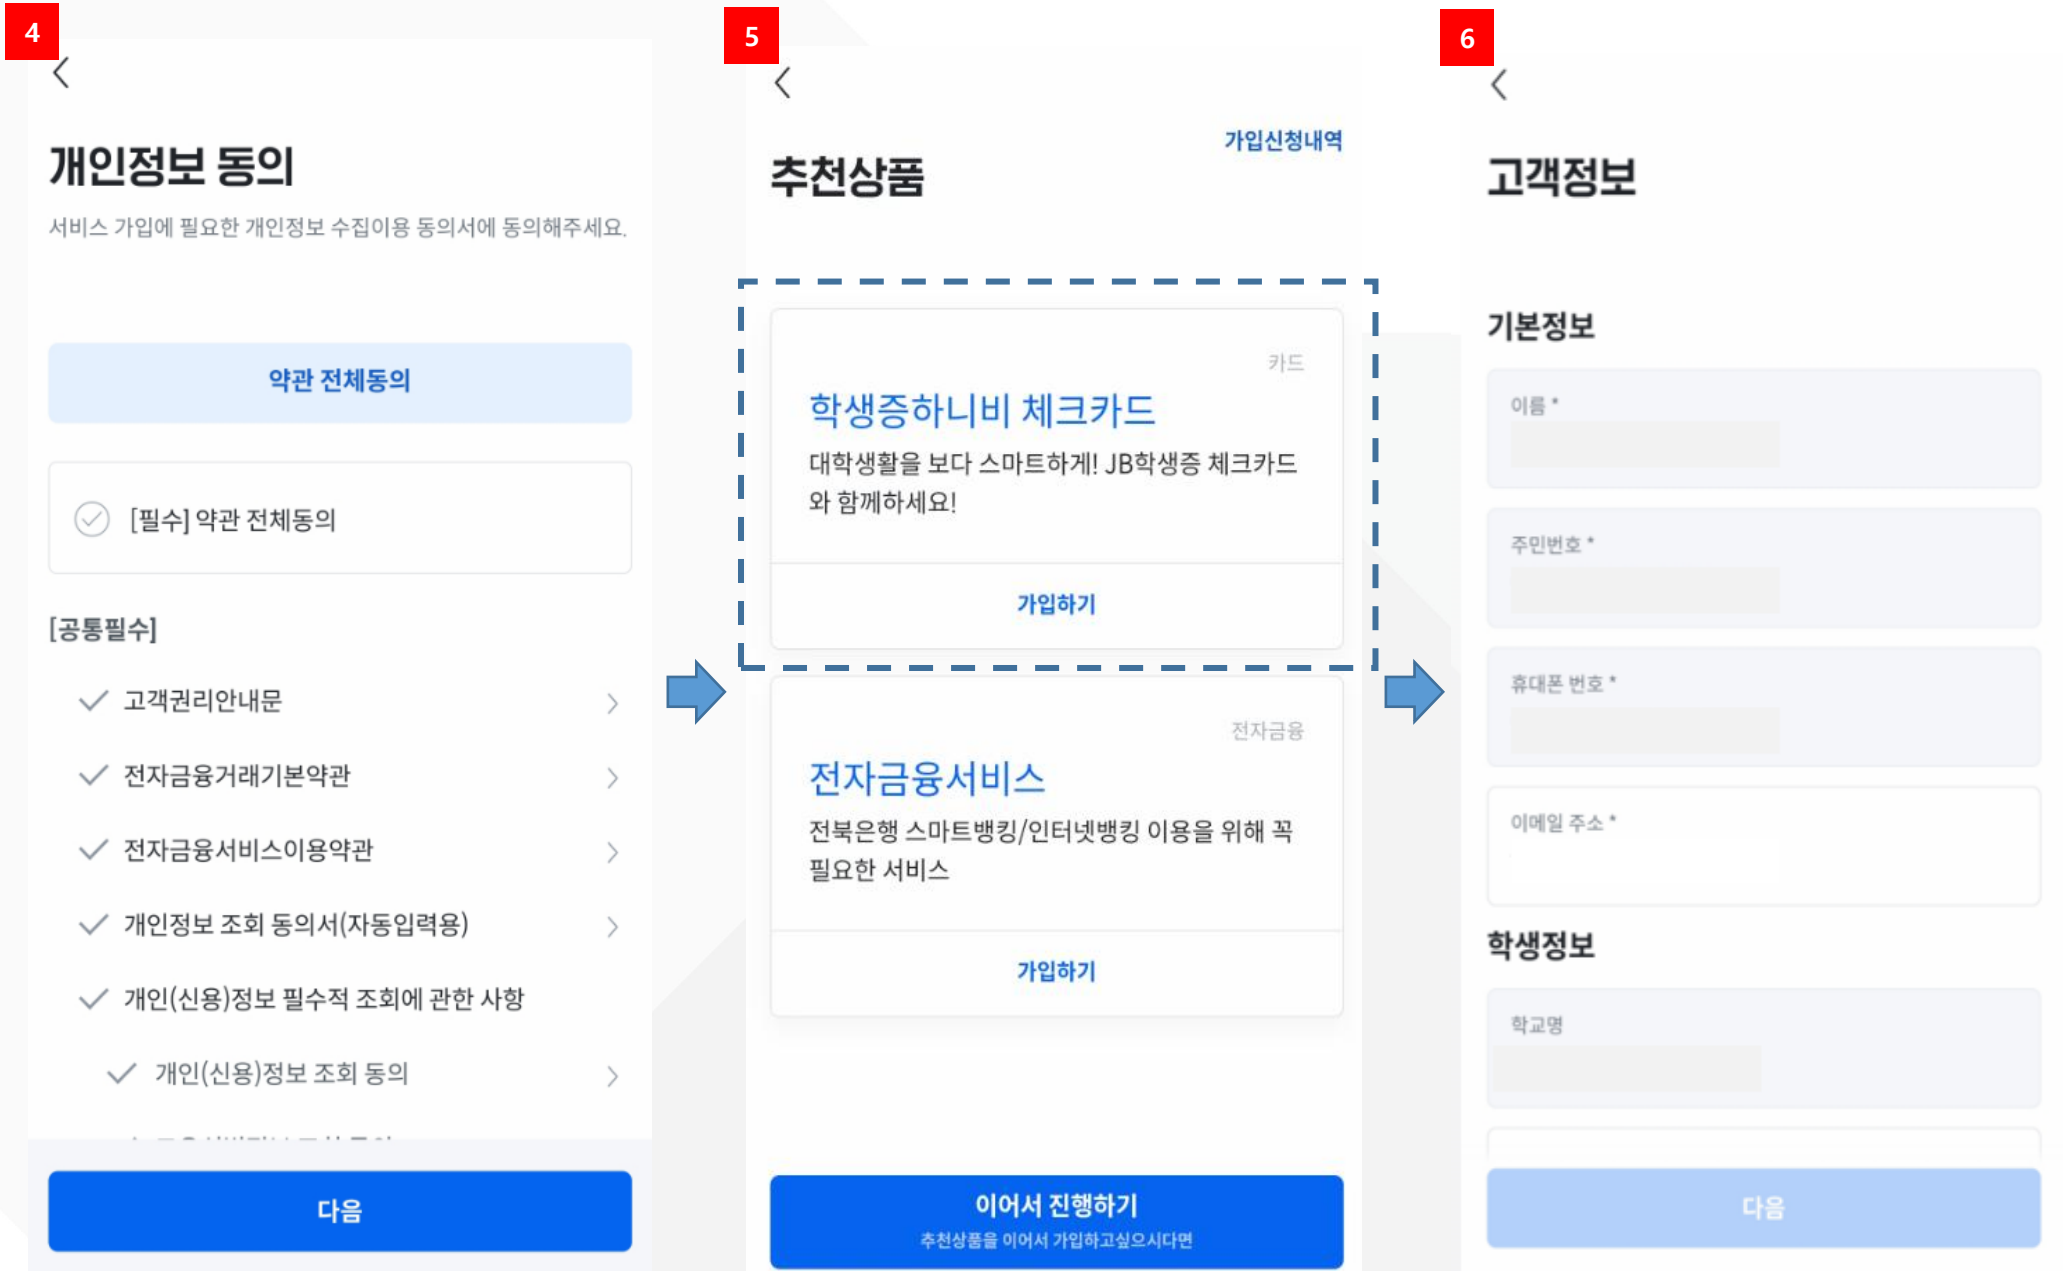 4
개인정보 동의
서비스 가입에 필요한 개인정보 수집이용 동의서에 동의해주세요.
약관 전체동의
[필수] 약관 전체동의
[공통필수]
고객권리안내문
전자금융거래기본약관
전자금융서비스이용약관
개인정보 조회 동의서(자동입력용)
개인(신용)정보 필수적 조회에 관한 사항
개인(신용)정보 조회 동의
다음
5
가입신청내역
추천상품
카드
학생증하니비 체크카드
대학생활을 보다 스마트하게! JB학생증 체크카드
와 함께하세요!
가입하기
전자금융
전자금융서비스
전북은행 스마트뱅킹/인터넷뱅킹 이용을 위해 꼭
필요한 서비스
가입하기
이어서 진행하기
추천상품을 이어서 가입하고싶으시다면
6
고객정보
기본정보
이름 *
주민번호 *
휴대폰 번호 *
이메일 주소 *
학생정보
학교명
다음